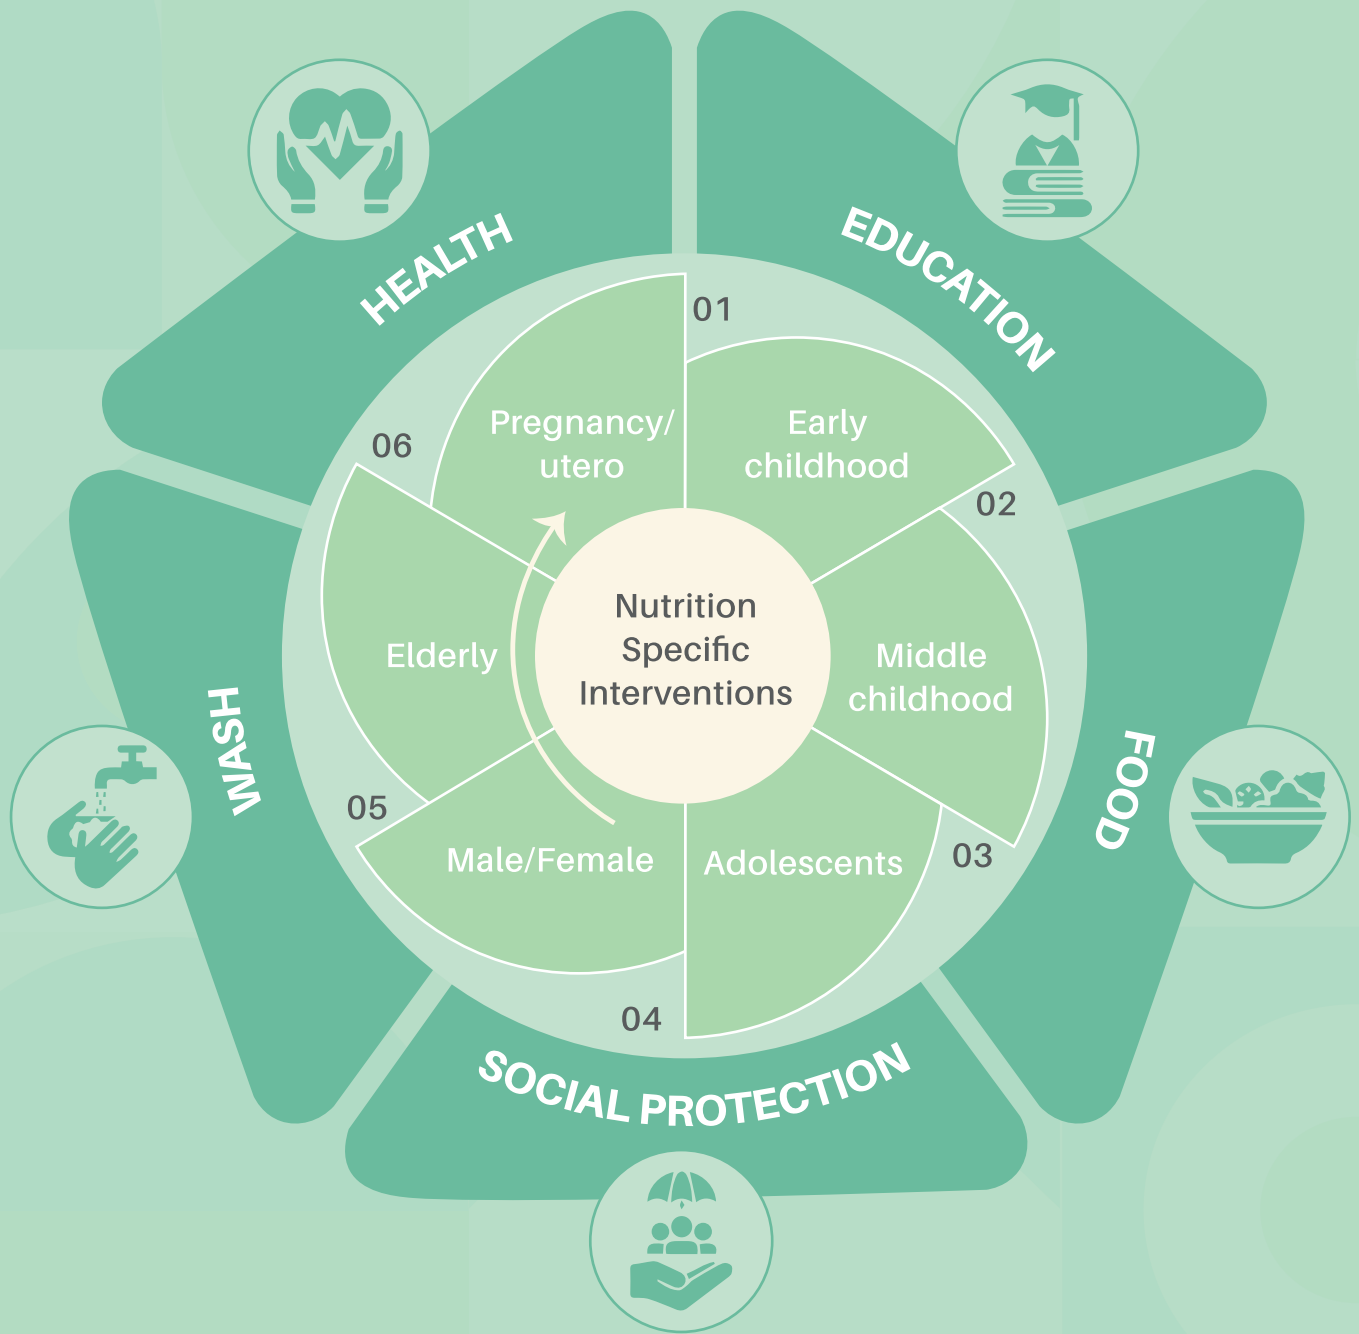 HEALTH
EDUCATION
01
Pregnancy/
utero
Early
childhood
06
02
Nutrition
Specific
Interventions
Elderly
Middle
childhood
WASH
FOOD
05
03
Male/Female
Adolescents
04
SOCIAL PROTECTION